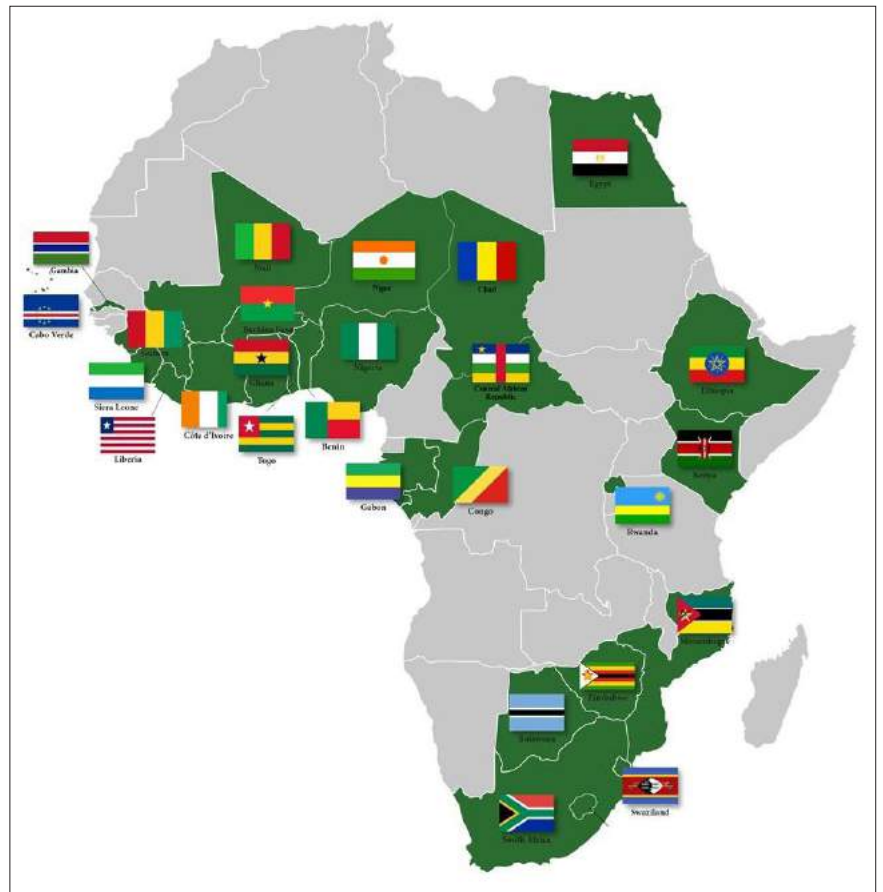 Egypt
Gambia
Mali
Niger
Chad
Cabo Verde
Burkina Faso
Guinea
Ghana
Nigeria
Central African
Republic
Ethiopia
Siera Leone
Côte d'Ivoire
Liberia
Togo
Benin
Kenya
Gabon
Congo
Rwanda
Mozambique
Zimbabwe
Botswana
Swaziland
South Africa